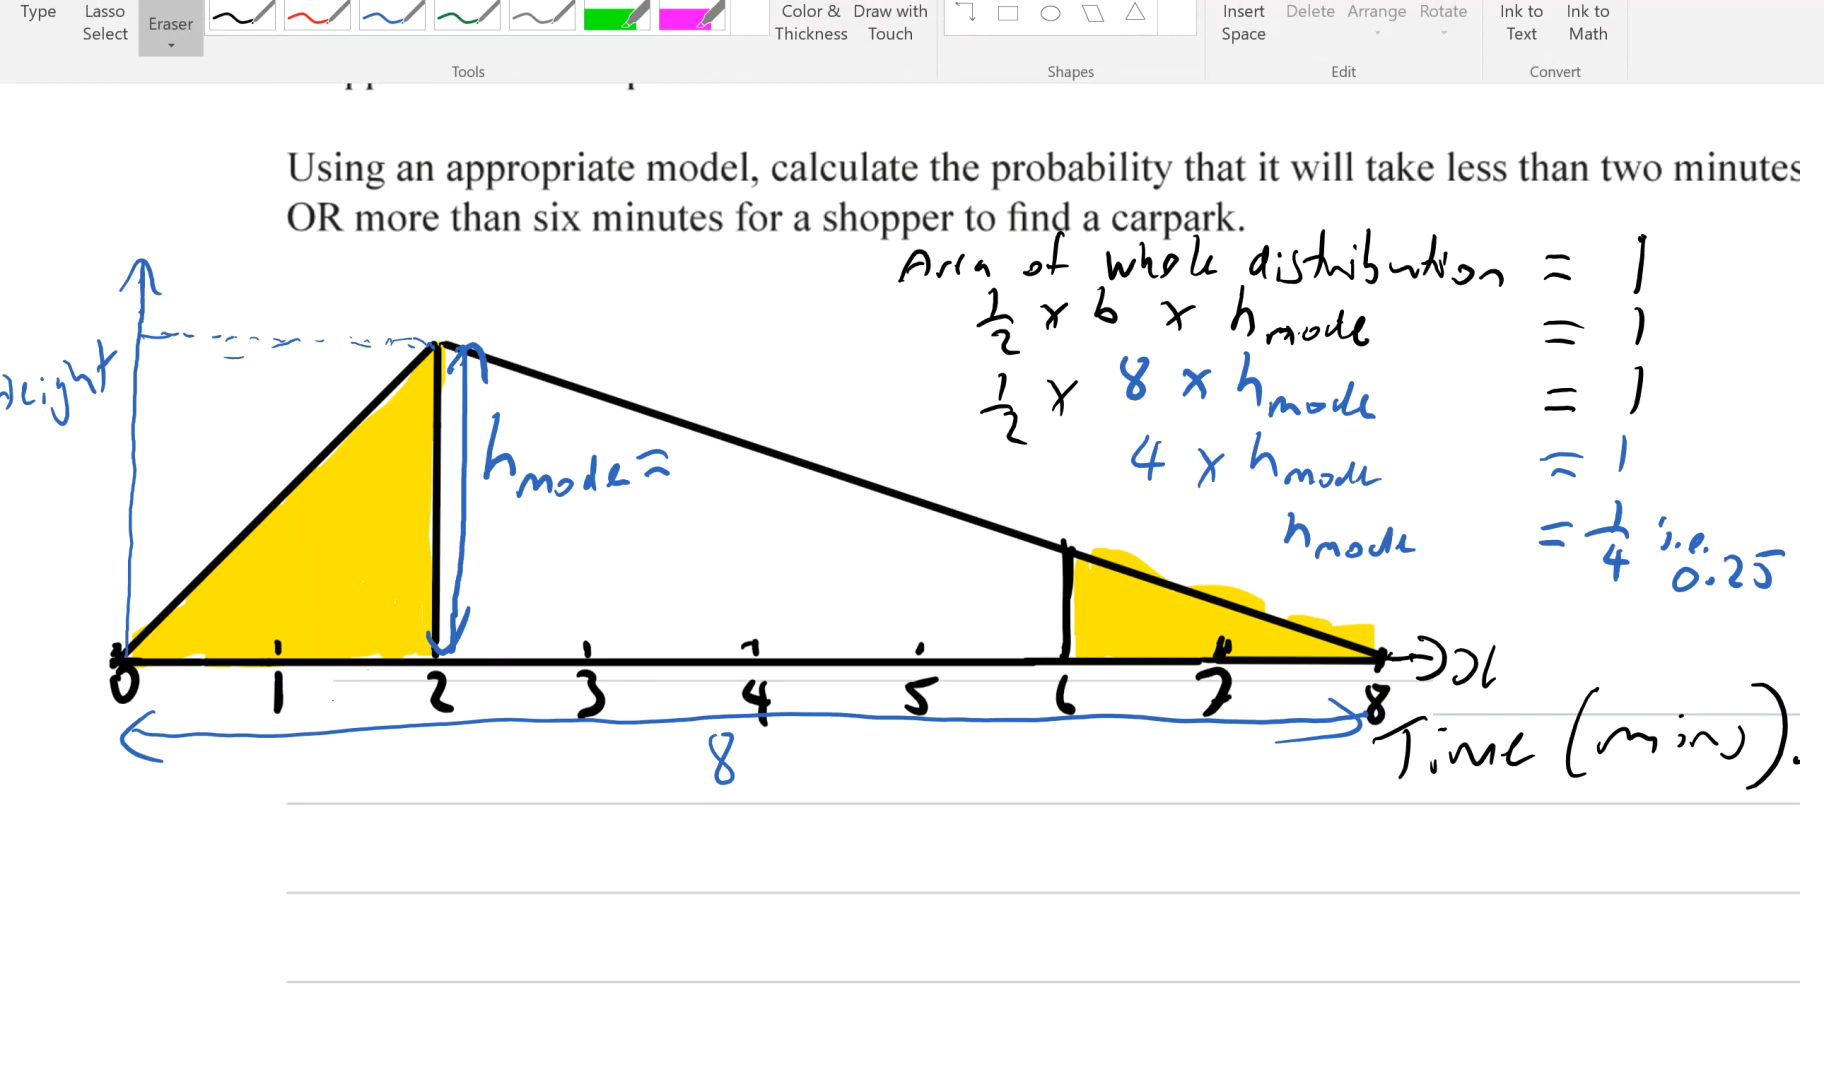 Type Lasso Select Eraser Color & Thickness Draw with Touch Insert Space Delete Arrange Rotate Ink to Text Ink to Math
Tools Shapes Edit Convert
Using an appropriate model, calculate the probability that it will take less than two minutes
OR more than six minutes for a shopper to find a carpark.
Area of whole distribution = 1
1/2 × b × hmode = 1
1/2 × 8 × hmode = 1
4 × hmode = 1
hmode = 1/4 i.e. 0.25
height
hmode =
0 1 2 3 4 5 6 7 8
x
Time (mins).
8